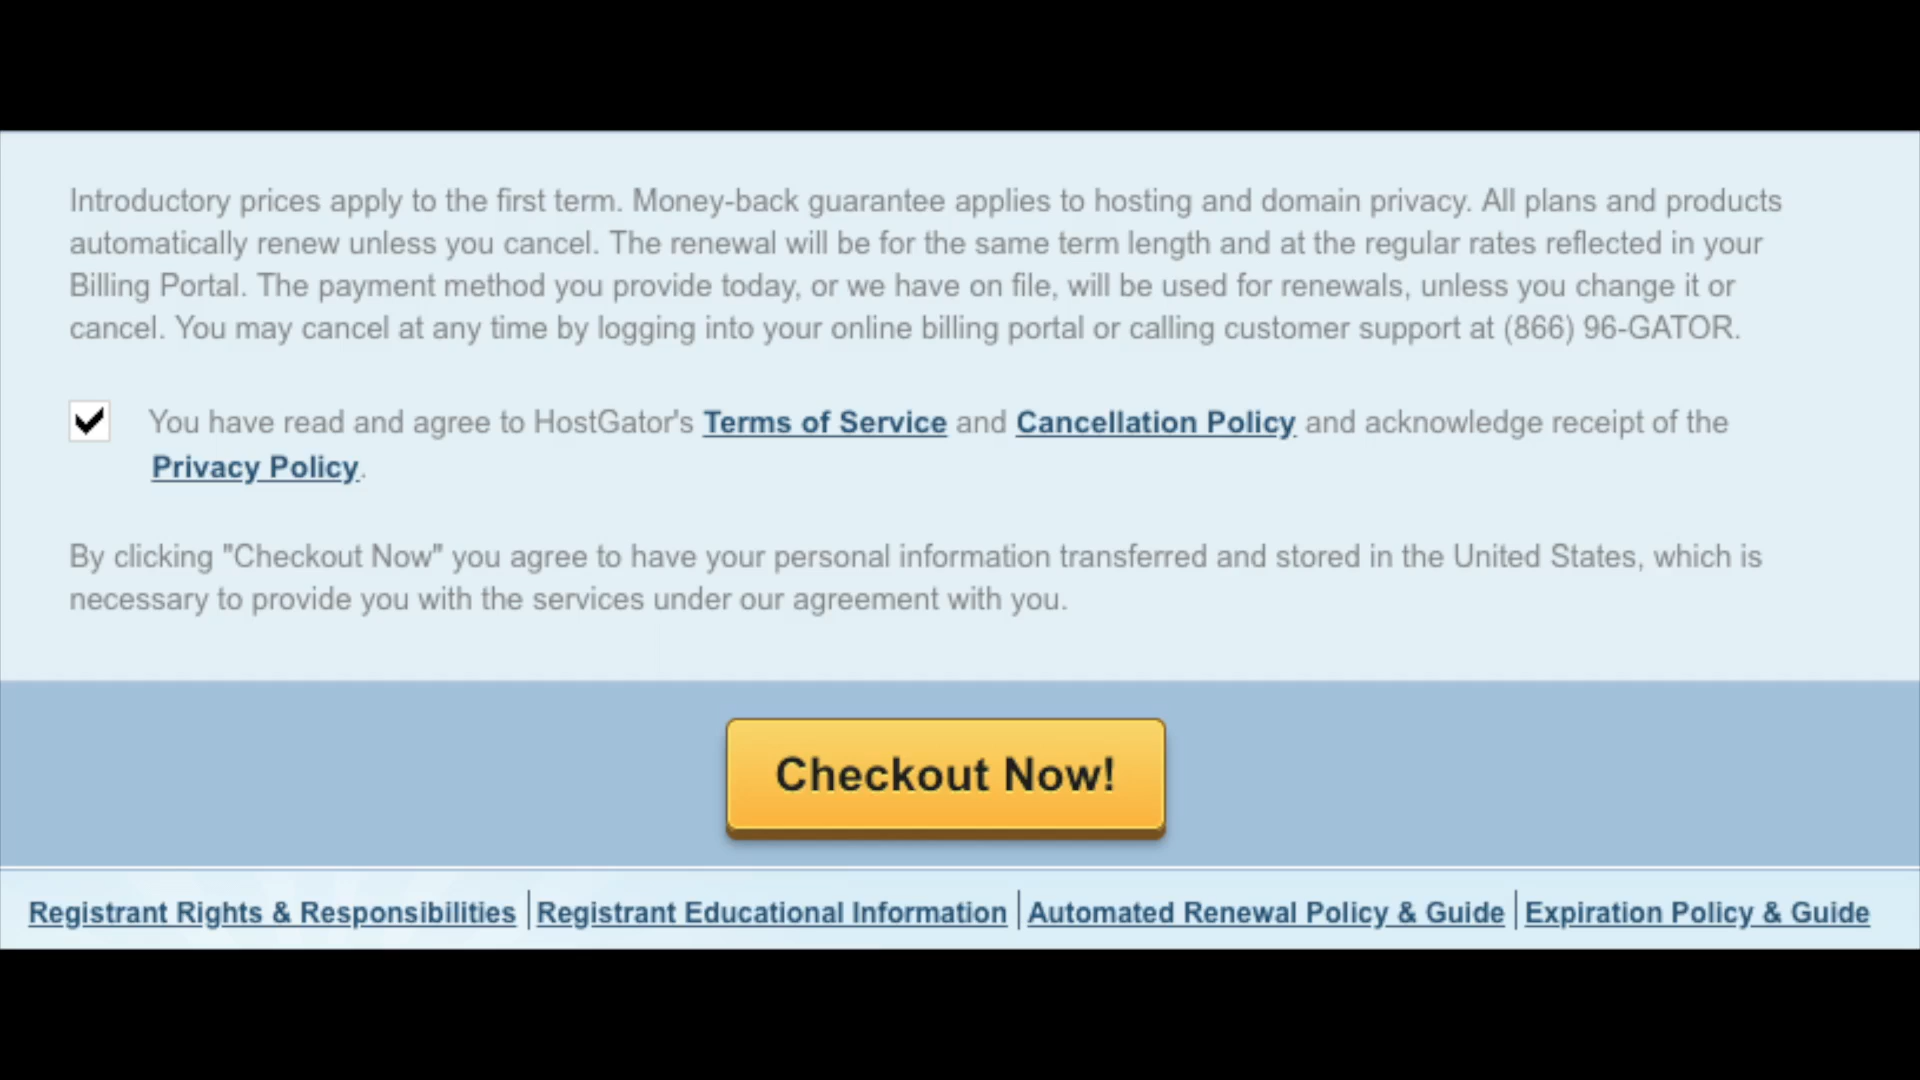 Introductory prices apply to the first term. Money-back guarantee applies to hosting and domain privacy. All plans and products
automatically renew unless you cancel. The renewal will be for the same term length and at the regular rates reflected in your
Billing Portal. The payment method you provide today, or we have on file, will be used for renewals, unless you change it or
cancel. You may cancel at any time by logging into your online billing portal or calling customer support at (866) 96-GATOR.
You have read and agree to HostGator's Terms of Service and Cancellation Policy and acknowledge receipt of the
Privacy Policy.
By clicking "Checkout Now" you agree to have your personal information transferred and stored in the United States, which is
necessary to provide you with the services under our agreement with you.
Checkout Now!
Registrant Rights & Responsibilities Registrant Educational Information Automated Renewal Policy & Guide Expiration Policy & Guide